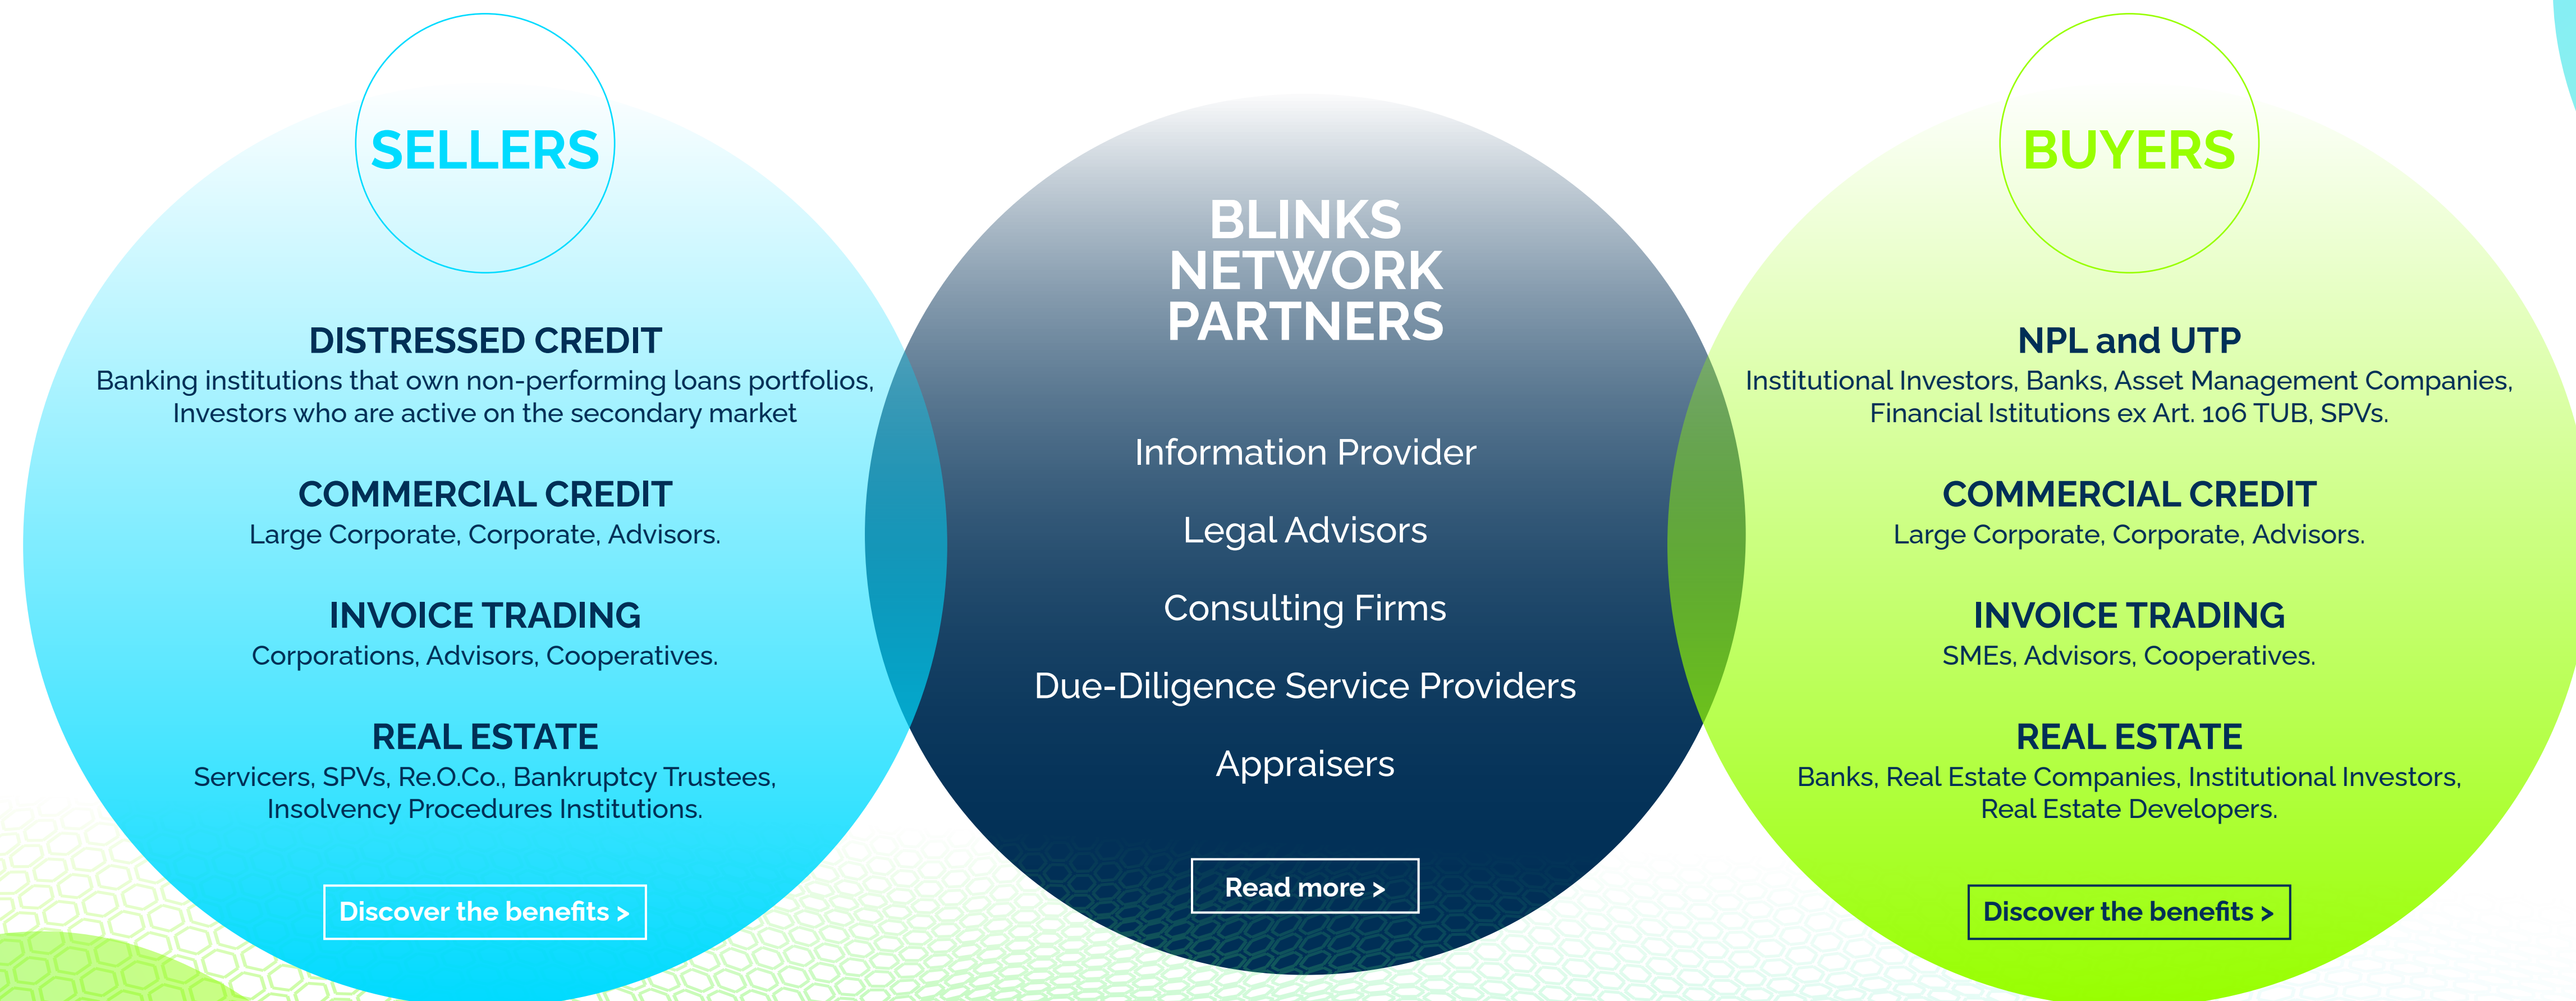 SELLERS
DISTRESSED CREDIT
Banking institutions that own non-performing loans portfolios,
Investors who are active on the secondary market
COMMERCIAL CREDIT
Large Corporate, Corporate, Advisors.
INVOICE TRADING
Corporations, Advisors, Cooperatives.
REAL ESTATE
Servicers, SPVs, Re.O.Co., Bankruptcy Trustees,
Insolvency Procedures Institutions.
Discover the benefits >
BLINKS
NETWORK
PARTNERS
Information Provider
Legal Advisors
Consulting Firms
Due-Diligence Service Providers
Appraisers
Read more >
BUYERS
NPL and UTP
Institutional Investors, Banks, Asset Management Companies,
Financial Istitutions ex Art. 106 TUB, SPVs.
COMMERCIAL CREDIT
Large Corporate, Corporate, Advisors.
INVOICE TRADING
SMEs, Advisors, Cooperatives.
REAL ESTATE
Banks, Real Estate Companies, Institutional Investors,
Real Estate Developers.
Discover the benefits >